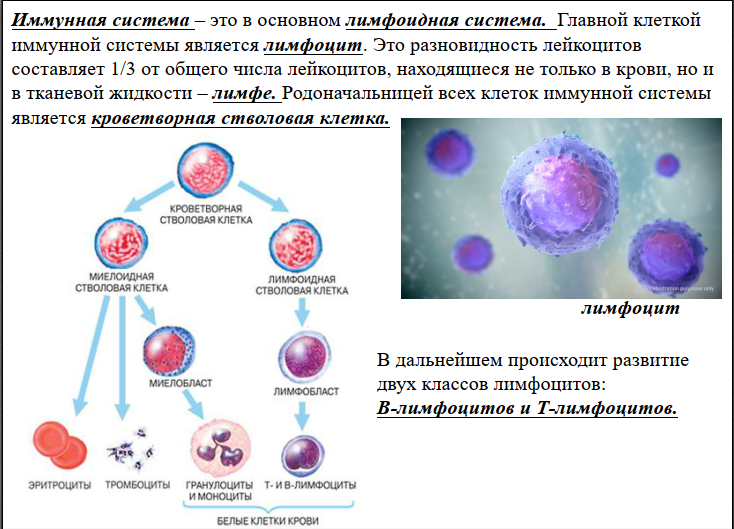 Иммунная система – это в основном лимфоидная система. Главной клеткой
иммунной системы является лимфоцит. Это разновидность лейкоцитов
составляет 1/3 от общего числа лейкоцитов, находящиеся не только в крови, но и
в тканевой жидкости – лимфе. Родоначальницей всех клеток иммунной системы
является кроветворная стволовая клетка.
КРОВЕТВОРНАЯ
СТВОЛОВАЯ КЛЕТКА
МИЕЛОИДНАЯ
СТВОЛОВАЯ КЛЕТКА
ЛИМФОИДНАЯ
СТВОЛОВАЯ КЛЕТКА
МИЕЛОБЛАСТ
ЛИМФОБЛАСТ
ЭРИТРОЦИТЫ
ТРОМБОЦИТЫ
ГРАНУЛОЦИТЫ
И МОНОЦИТЫ
Т- И В-ЛИМФОЦИТЫ
БЕЛЫЕ КЛЕТКИ КРОВИ
illustration purposes only
лимфоцит
В дальнейшем происходит развитие
двух классов лимфоцитов:
В-лимфоцитов и Т-лимфоцитов.